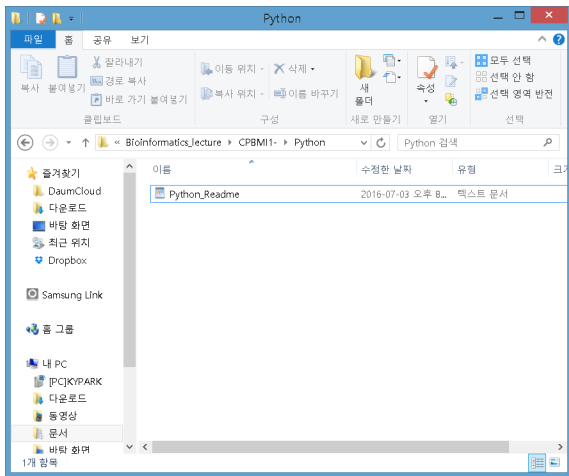 Python
파일 홈 공유 보기
복사
붙여넣기
잘라내기
경로 복사
바로 가기 붙여넣기
클립보드
이동 위치
복사 위치
삭제
이름 바꾸기
구성
새
폴더
새로 만들기
속성
열기
모두 선택
선택 안 함
선택 영역 반전
선택
« Bioinformatics_lecture CPBMI1- Python
Python 검색
즐겨찾기
DaumCloud
다운로드
바탕 화면
최근 위치
Dropbox
Samsung Link
홈 그룹
내 PC
[PC]KYPARK
다운로드
동영상
문서
바탕 화면
이름 수정한 날짜 유형 크기
Python_Readme 2016-07-03 오후 8... 텍스트 문서
1개 항목